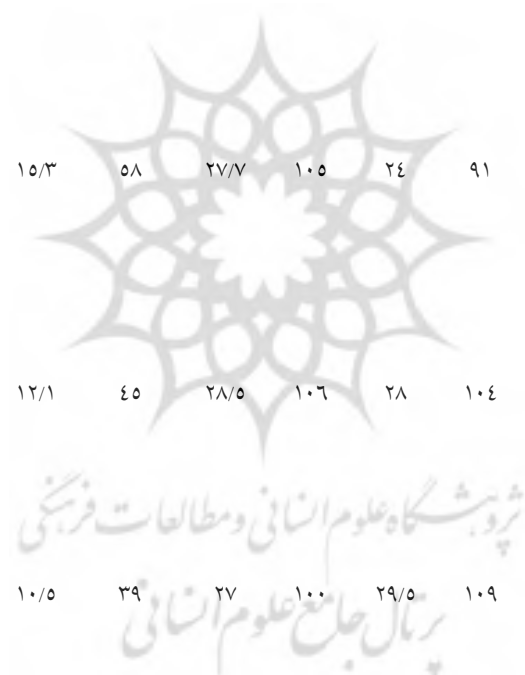 ۱۵/۳ ۵۸ ۲۷/۷ ۱۰۵ ۲٤ ۹۱
۱۲/۱ ٤۵ ۲۸/۵ ۱۰٦ ۲۸ ۱۰٤
پژوهشگاه علوم انسانی و مطالعات فرهنگی
۱۰/۵ ۳۹ ۲۷ ۱۰۰ ۲۹/۵ ۱۰۹
پرتال جامع علوم انسانی